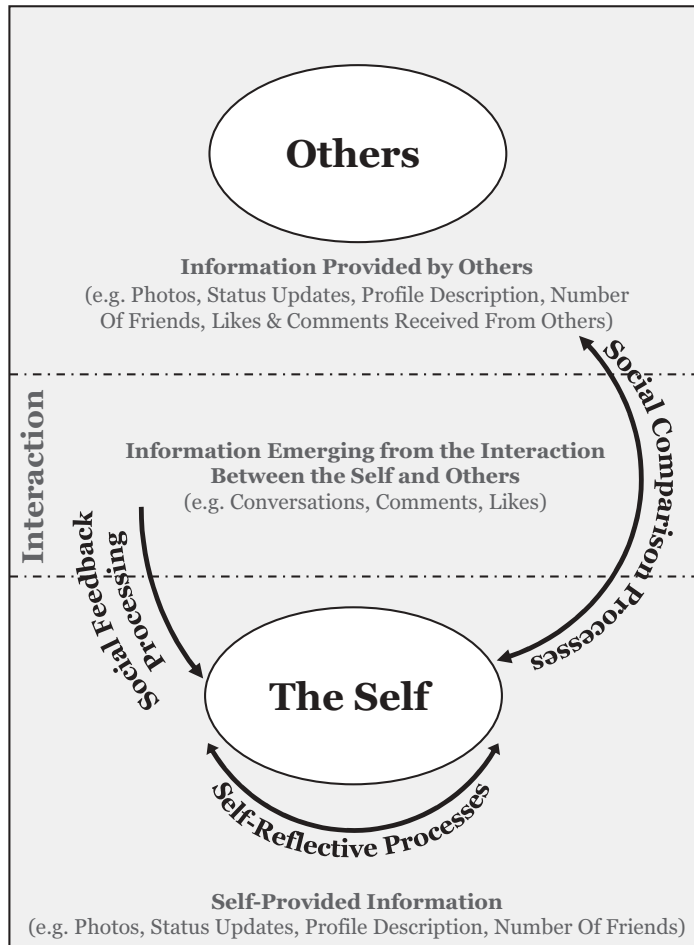 Others
Information Provided by Others
(e.g. Photos, Status Updates, Profile Description, Number
Of Friends, Likes & Comments Received From Others)
Social Comparison Processes
Interaction
Information Emerging from the Interaction
Between the Self and Others
(e.g. Conversations, Comments, Likes)
Social Feedback
Processing
The Self
Self-Reflective Processes
Self-Provided Information
(e.g. Photos, Status Updates, Profile Description, Number Of Friends)